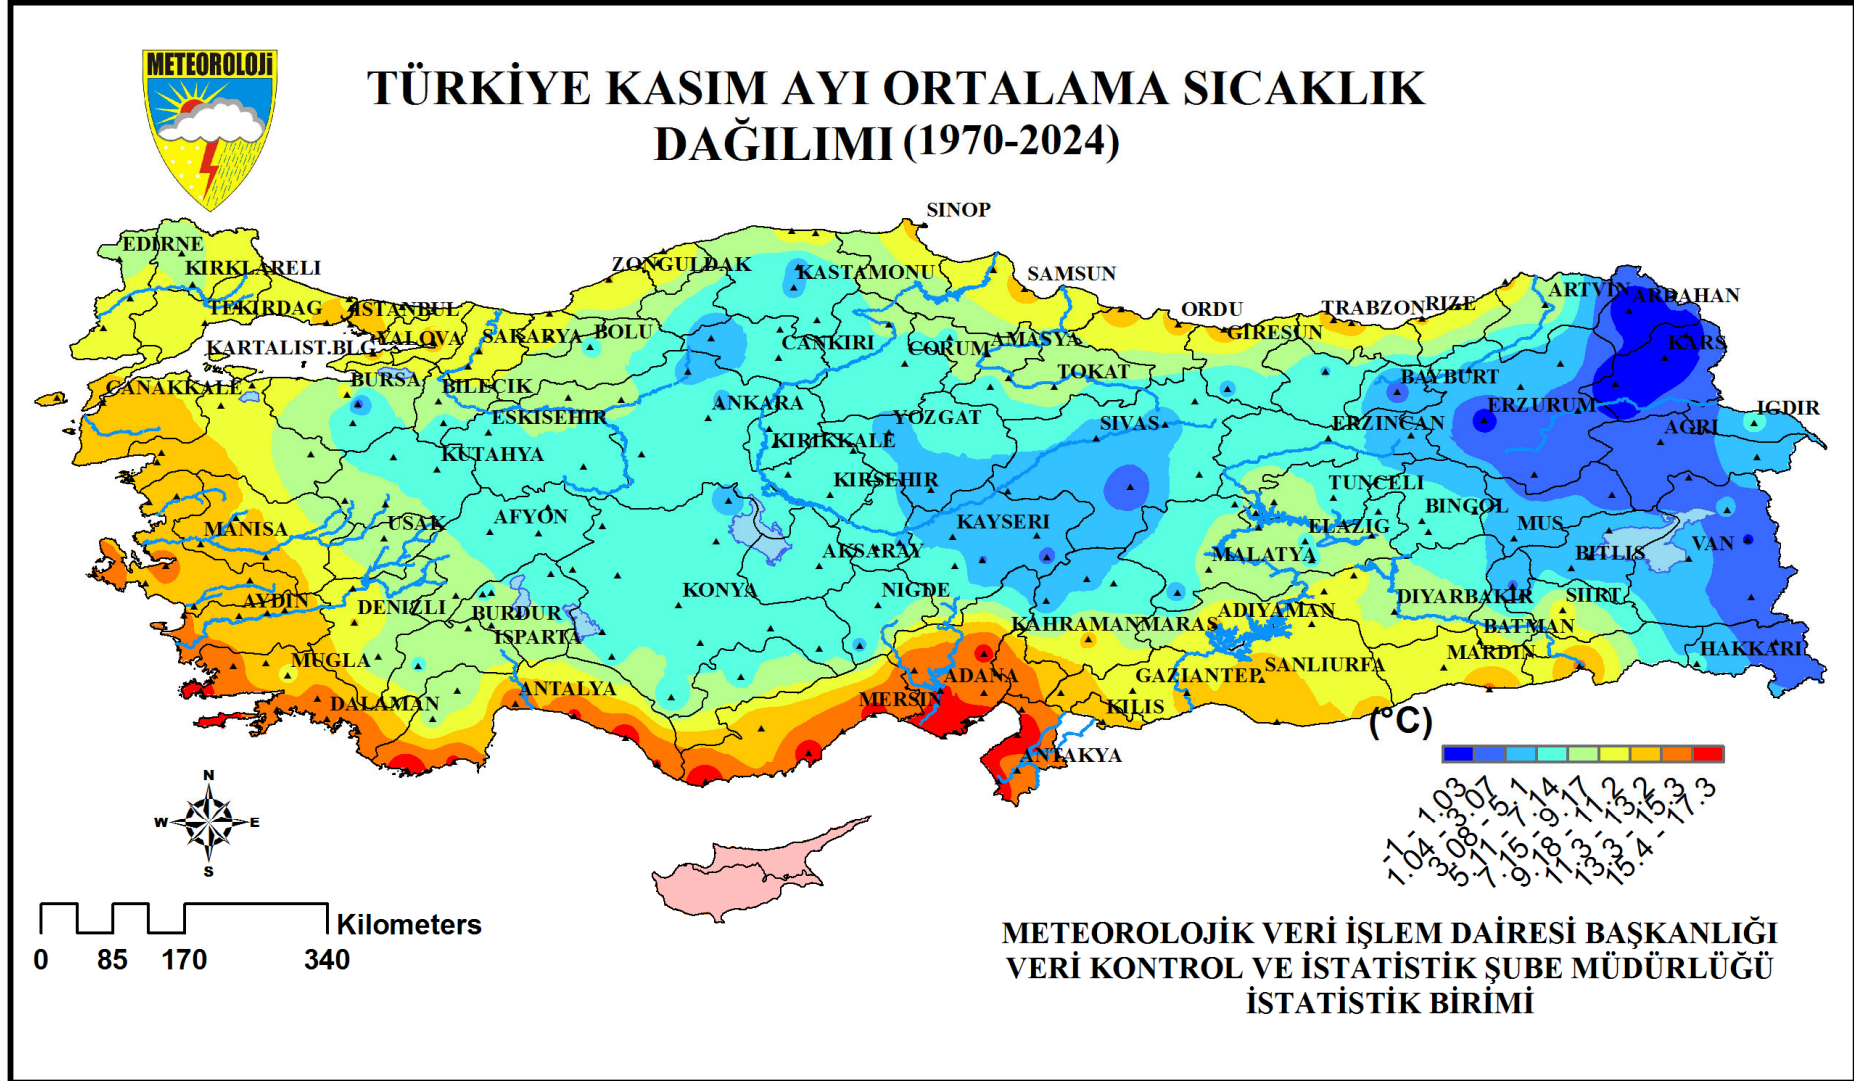 METEOROLOJİ
TÜRKİYE KASIM AYI ORTALAMA SICAKLIK
DAĞILIMI (1970-2024)
SINOP
EDIRNE
KIRKLARELI
ZONGULDAK
KASTAMONU
SAMSUN
ARTVIN
ARDAHAN
TEKIRDAG
ISTANBUL
ORDU
TRABZON
RIZE
KARTALIST.BLG
YALOVA
SAKARYA
BOLU
CANKIRI
CORUM
AMASYA
GIRESUN
KARS
CANAKKALE
BURSA
BILECIK
TOKAT
BAYBURT
ESKISEHIR
ANKARA
YOZGAT
SIVAS
ERZINCAN
ERZURUM
IGDIR
AGRI
KUTAHYA
KIRIKKALE
KIRSEHIR
TUNCELI
BINGOL
MANISA
USAK
AFYON
KAYSERI
ELAZIG
MUS
AKSARAY
MALATYA
BITLIS
VAN
AYDIN
DENIZLI
BURDUR
KONYA
NIGDE
ADIYAMAN
DIYARBAKIR
SIIRT
ISPARTA
KAHRAMANMARAS
BATMAN
MUGLA
ANTALYA
ADANA
GAZIANTEP
SANLIURFA
MARDIN
HAKKARI
DALAMAN
MERSIN
KILIS
ANTAKYA
(°C)
-1 - 1.03
1.04 - 3.07
3.08 - 5.1
5.11 - 7.14
7.15 - 9.17
9.18 - 11.2
11.3 - 13.2
13.3 - 15.3
15.4 - 17.3
N
W E
S
Kilometers
0 85 170 340
METEOROLOJİK VERİ İŞLEM DAİRESİ BAŞKANLIĞI
VERİ KONTROL VE İSTATİSTİK ŞUBE MÜDÜRLÜĞÜ
İSTATİSTİK BİRİMİ